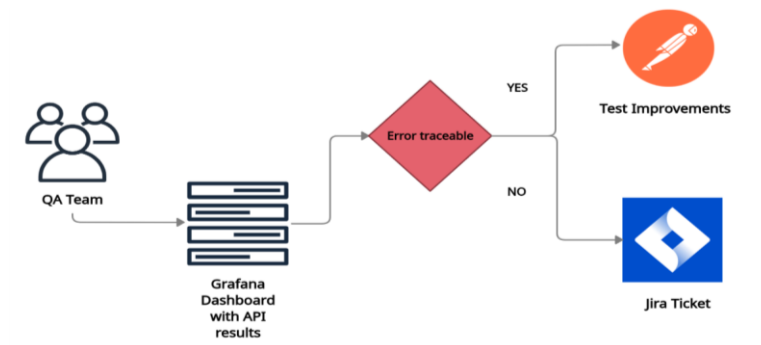 QA Team
Grafana
Dashboard
with API
results
Error traceable
YES
NO
Test Improvements
Jira Ticket